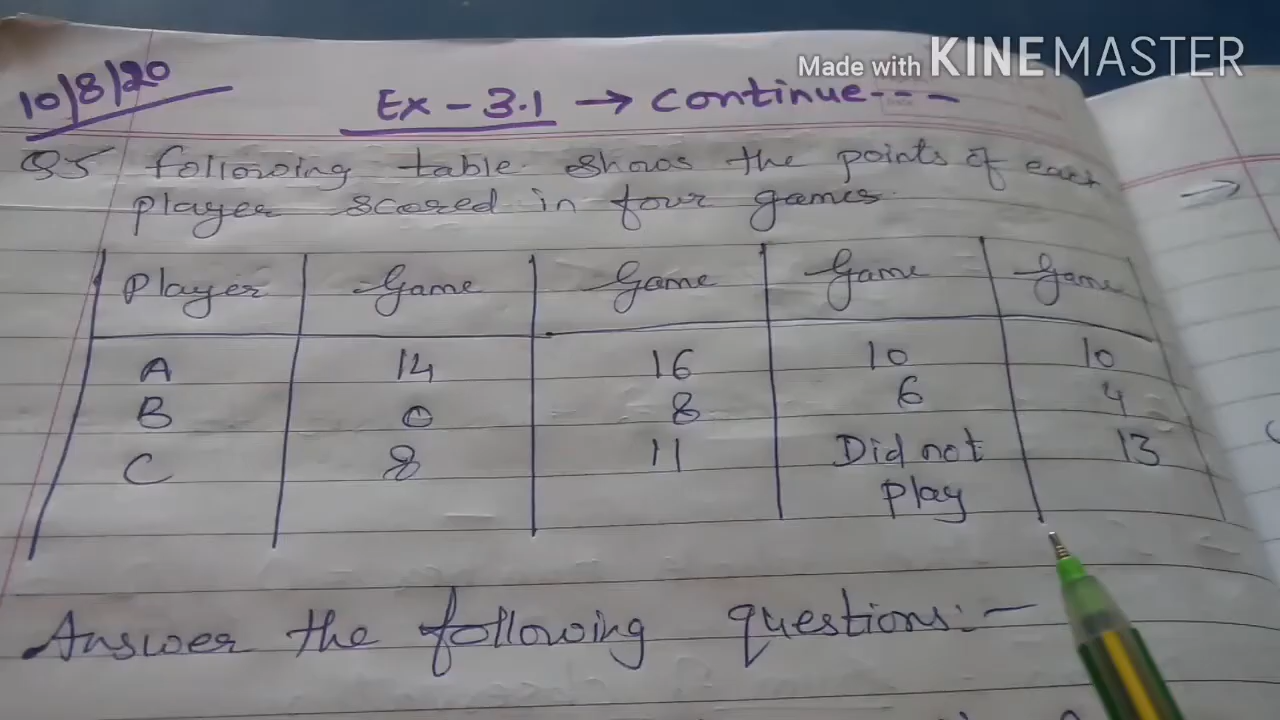 Made with KINEMASTER
10/8/20 Ex - 3.1 → Continue - - -
Q5 following table shows the points of each
player scored in four games.
Player Game Game Game Game
A 14 16 10 10
B 0 8 6 4
C 8 11 Did not 13
play
Answer the following questions:-